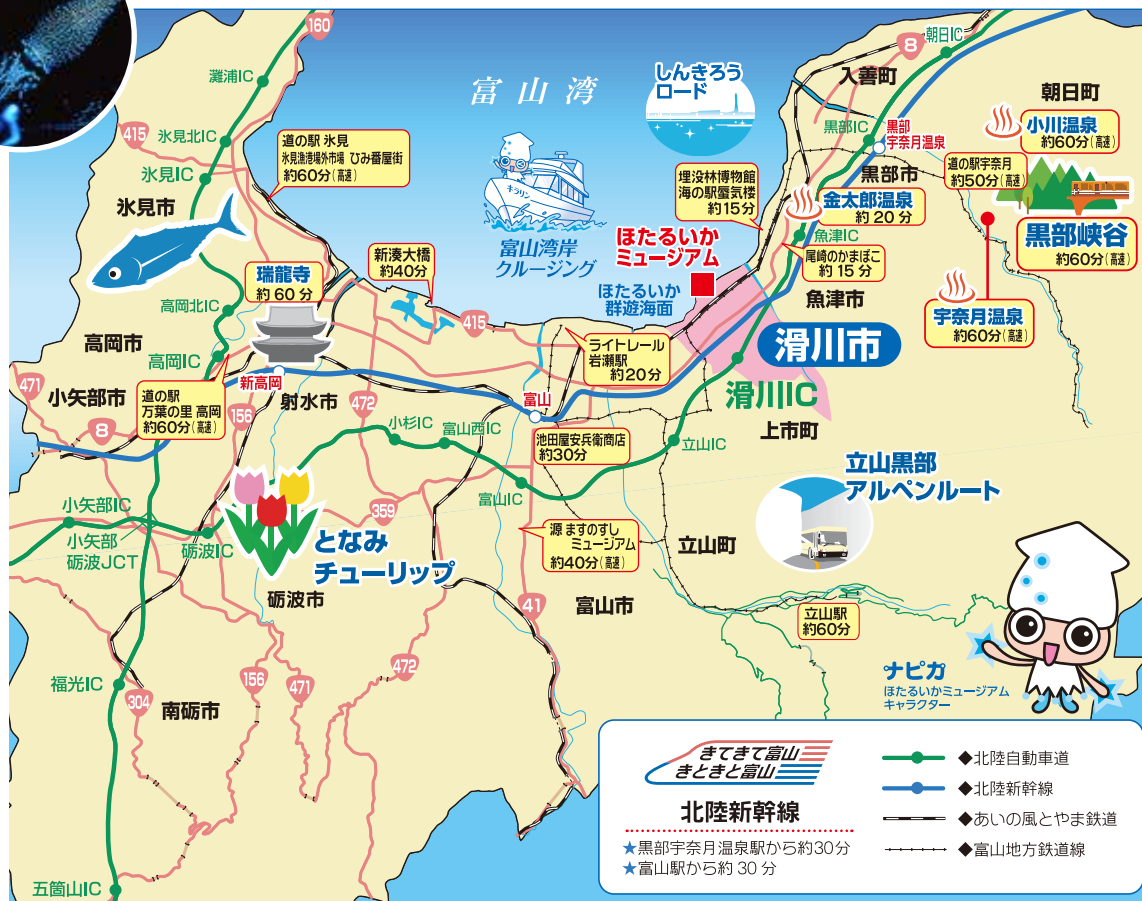 160
8
朝日IC
灘浦IC
富山湾
しんきろう
ロード
入善町
朝日町
415
氷見北IC
道の駅 氷見
氷見漁港場外市場 ひみ番屋街
約60分(高速)
黒部IC
黒部
宇奈月温泉
小川温泉
約60分(高速)
氷見IC
氷見市
キラリン
富山湾岸
クルージング
埋没林博物館
海の駅蜃気楼
約15分
黒部市
道の駅宇奈月
約50分(高速)
金太郎温泉
約20分
黒部峡谷
約60分(高速)
新湊大橋
約40分
ほたるいか
ミュージアム
魚津IC
尾崎のかまぼこ
約15分
瑞龍寺
約60分
ほたるいか
群遊海面
魚津市
宇奈月温泉
約60分(高速)
高岡北IC
415
高岡市
高岡IC
ライトレール
岩瀬駅
約20分
滑川市
471
小矢部市
道の駅
万葉の里 高岡
約60分(高速)
新高岡
射水市
富山
滑川IC
8
156
472
小杉IC
富山西IC
池田屋安兵衛商店
約30分
上市町
立山IC
立山黒部
アルペンルート
小矢部IC
富山IC
359
小矢部
砺波JCT
砺波IC
となみ
チューリップ
源 ますのすし
ミュージアム
約40分(高速)
立山町
砺波市
41
富山市
立山駅
約60分
472
福光IC
156
471
304
南砺市
ナピカ
ほたるいかミュージアム
キャラクター
きてきて富山
きときと富山
北陸新幹線
★黒部宇奈月温泉駅から約30分
★富山駅から約30分
◆北陸自動車道
◆北陸新幹線
◆あいの風とやま鉄道
◆富山地方鉄道線
五箇山IC